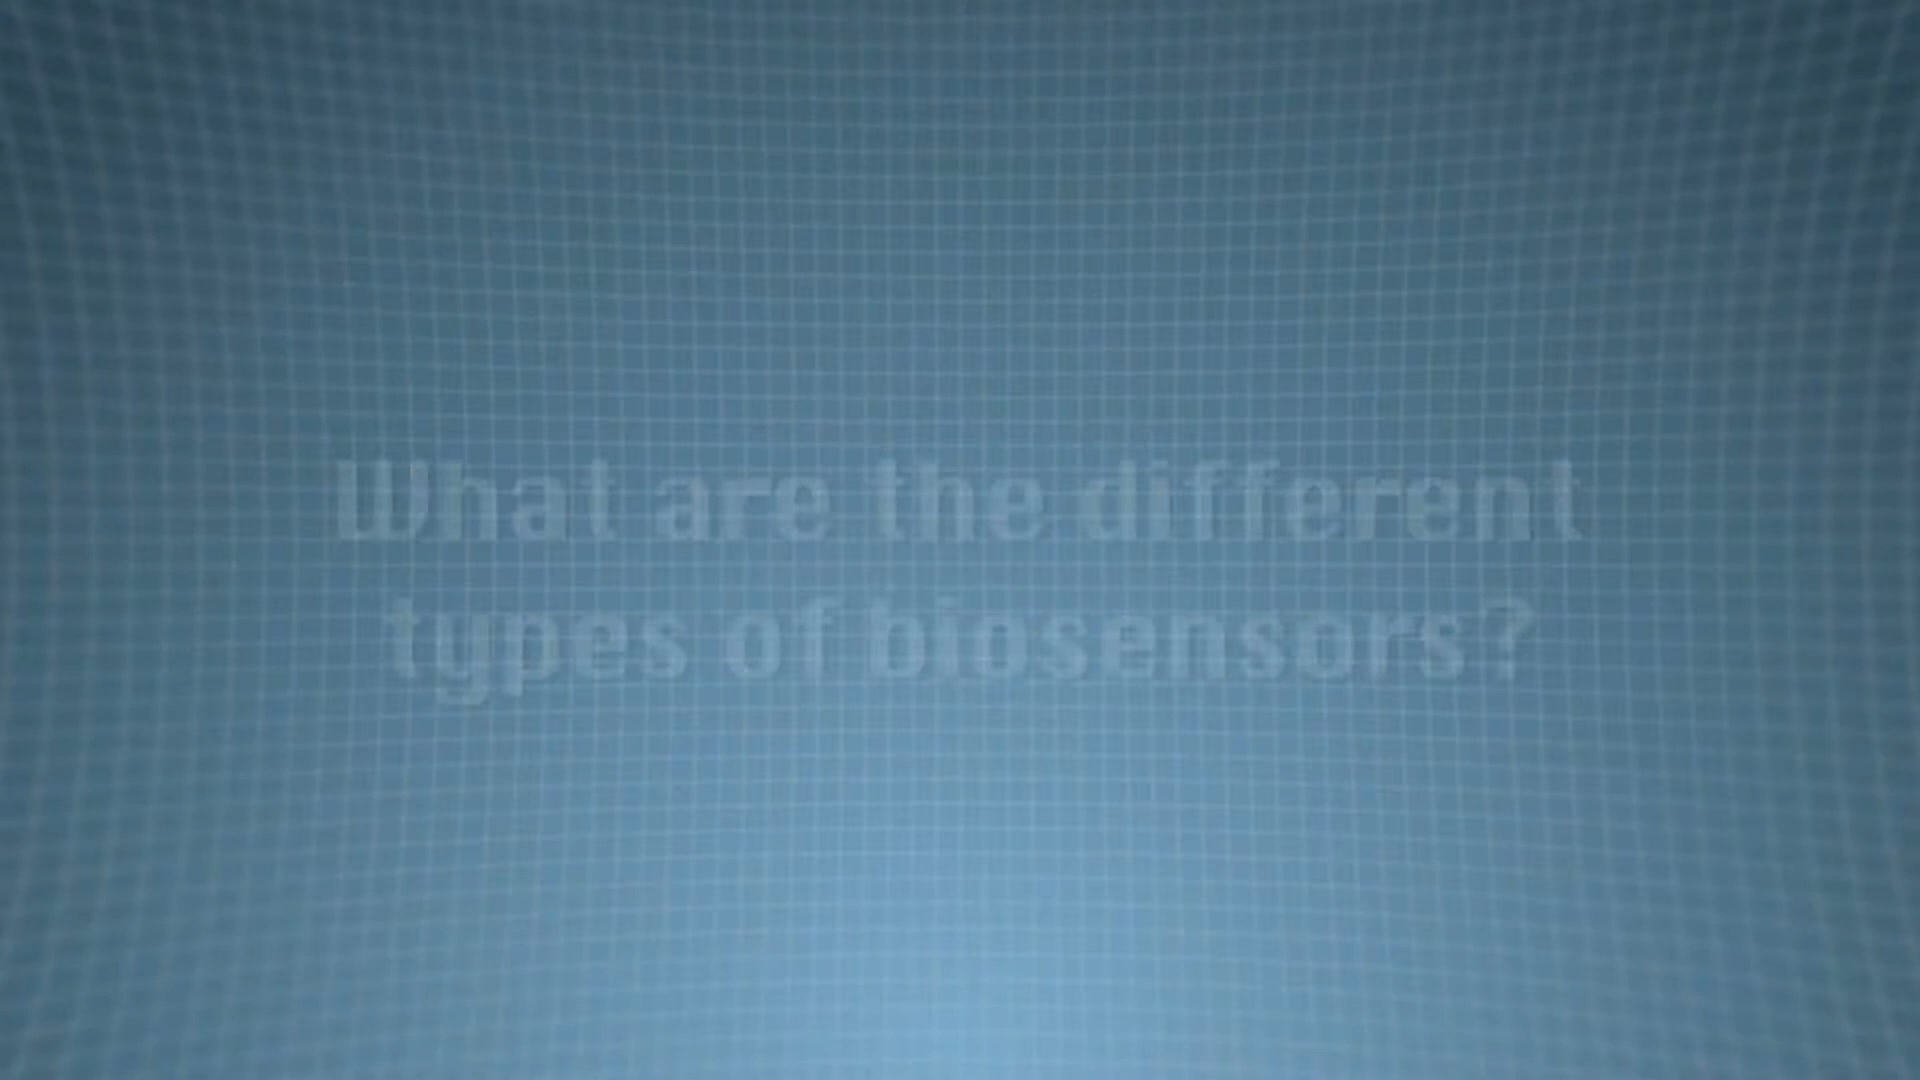 What are the different
types of biosensors?